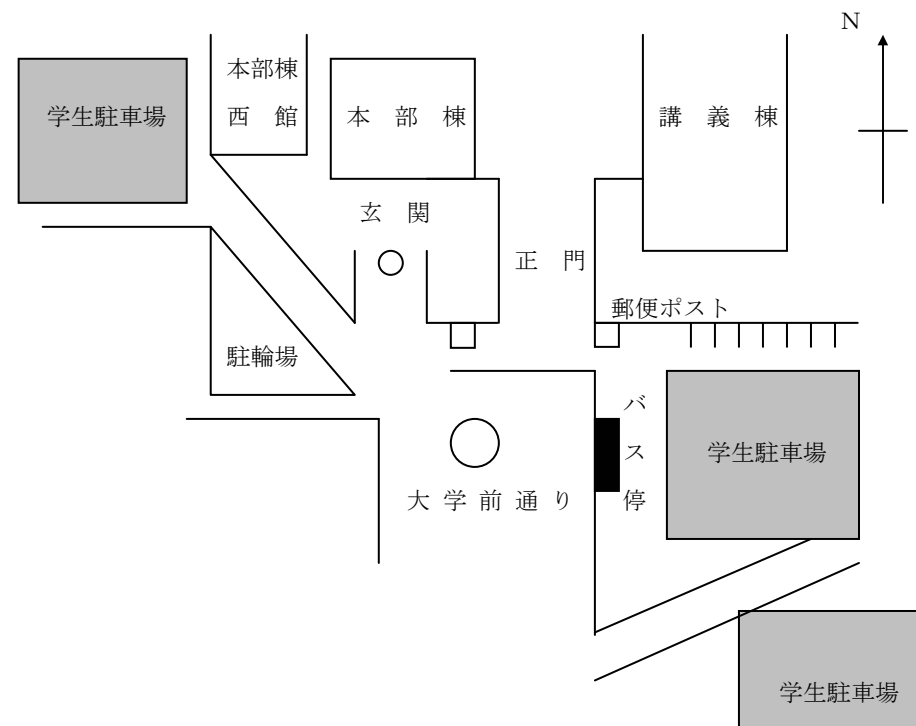 N
本部棟
西 館
学生駐車場
本 部 棟
講 義 棟
玄 関
正 門
郵便ポスト
駐輪場
バス停
学生駐車場
大学前通り
学生駐車場